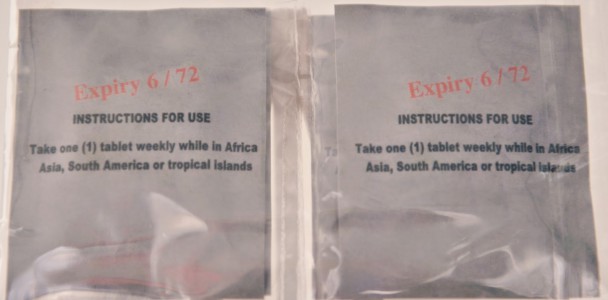 Expiry 6/72
INSTRUCTIONS FOR USE
Take one (1) tablet weekly while in Africa
Asia, South America or tropical islands
Expiry 6/72
INSTRUCTIONS FOR USE
Take one (1) tablet weekly while in Africa
Asia, South America or tropical islands